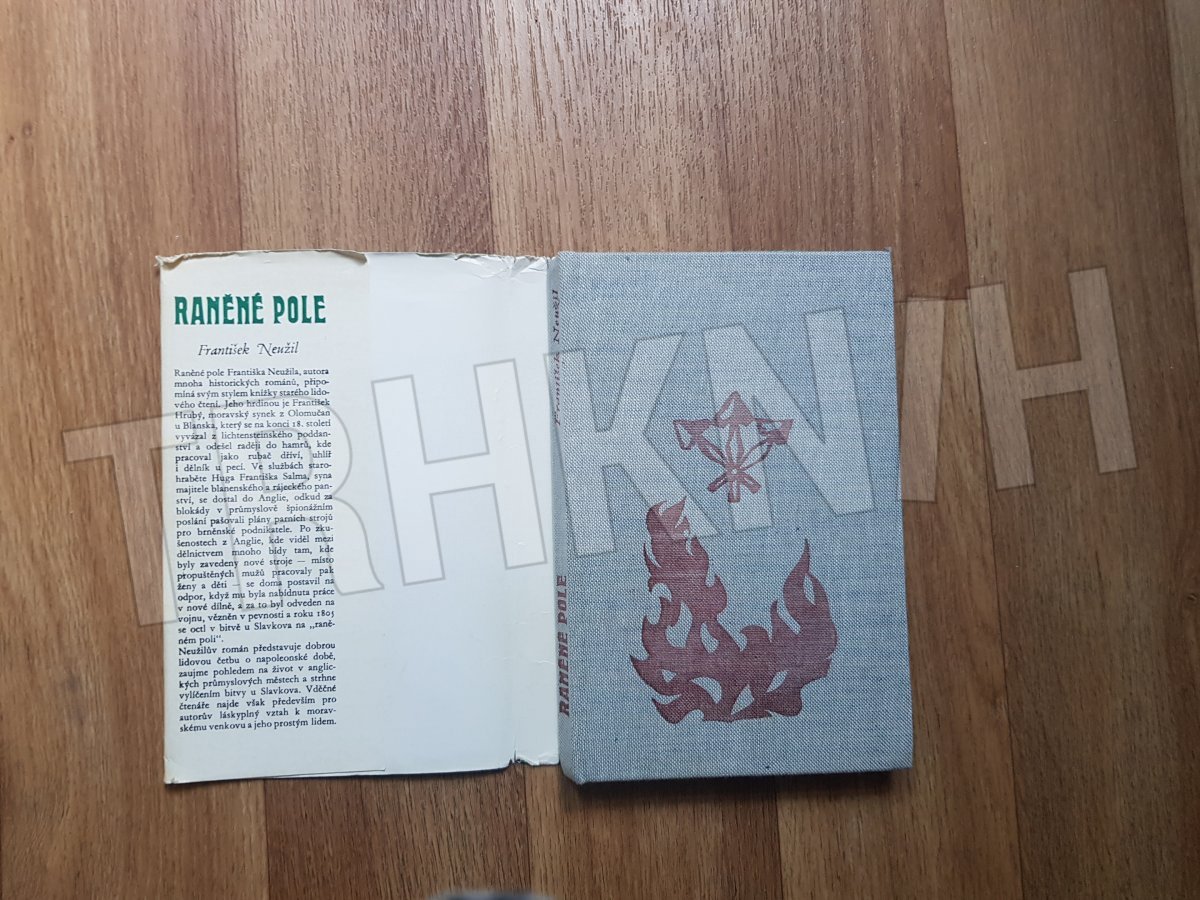 RANĚNÉ POLE
František Neužil
Raněné pole Františka Neužila, autora
mnoha historických románů, připo-
míná svým stylem knížky starého lido-
vého čtení. Jeho hrdinou je František
Hrubý, moravský synek z Olomučan
u Blanska, který se na konci 18. století
vyvázal z lichtensteinského poddan-
ství a odešel raději do hamrů, kde
pracoval jako rubač dříví, uhlíř
i dělník u pecí. Ve službách staro-
hraběte Huga Františka Salma, syna
majitele blanenského a rájeckého pan-
ství, se dostal do Anglie, odkud za
blokády v průmyslově špionážním
poslání pašovali plány parních strojů
pro brněnské podnikatele. Po zku-
šenostech z Anglie, kde viděl mezi
dělnictvem mnoho bídy tam, kde
byly zavedeny nové stroje — místo
propuštěných mužů pracovaly pak
ženy a děti — se doma postavil na
odpor, když mu byla nabídnuta práce
v nové dílně, a za to byl odveden na
vojnu, vězněn v pevnosti a roku 1805
se octl v bitvě u Slavkova na „raně-
ném poli“.
Neužilův román představuje dobrou
lidovou četbu o napoleonské době,
zaujme pohledem na život v anglic-
kých průmyslových městech a strhne
vylíčením bitvy u Slavkova. Vděčné
čtenáře najde však především pro
autorův láskyplný vztah k morav-
skému venkovu a jeho prostým lidem.
František Neužil
RANĚNÉ POLE
TRHKNIH